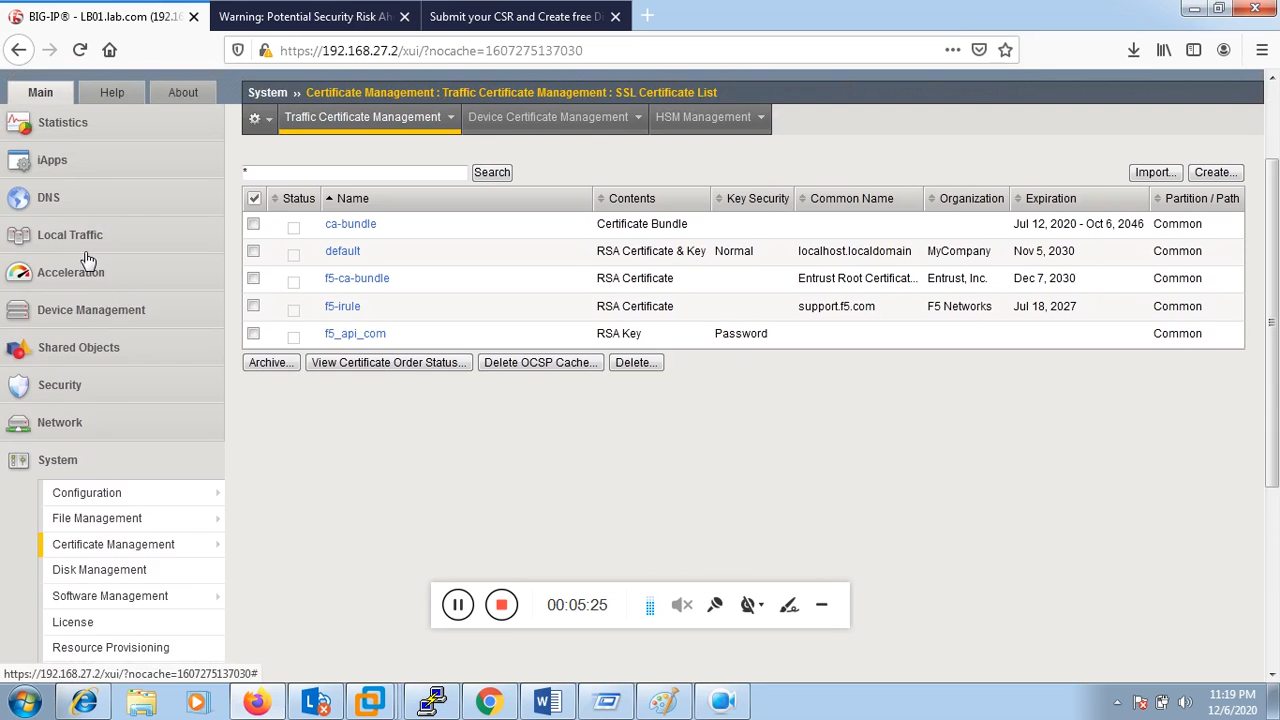 BIG-IP® - LB01.lab.com (192.16
Warning: Potential Security Risk Ah
Submit your CSR and Create free D
https://192.168.27.2/xui/?nocache=1607275137030
Main
Help
About
System ›› Certificate Management : Traffic Certificate Management : SSL Certificate List
Traffic Certificate Management
Device Certificate Management
HSM Management
Statistics
iApps
DNS
Local Traffic
Acceleration
Device Management
Shared Objects
Security
Network
System
Configuration
File Management
Certificate Management
Disk Management
Software Management
License
Resource Provisioning
*
Search
Import...
Create...
Status Name Contents Key Security Common Name Organization Expiration Partition / Path
ca-bundle Certificate Bundle Jul 12, 2020 - Oct 6, 2046 Common
default RSA Certificate & Key Normal localhost.localdomain MyCompany Nov 5, 2030 Common
f5-ca-bundle RSA Certificate Entrust Root Certificat... Entrust, Inc. Dec 7, 2030 Common
f5-irule RSA Certificate support.f5.com F5 Networks Jul 18, 2027 Common
f5_api_com RSA Key Password Common
Archive...
View Certificate Order Status...
Delete OCSP Cache...
Delete...
00:05:25
https://192.168.27.2/xui/?nocache=1607275137030#
11:19 PM
12/6/2020